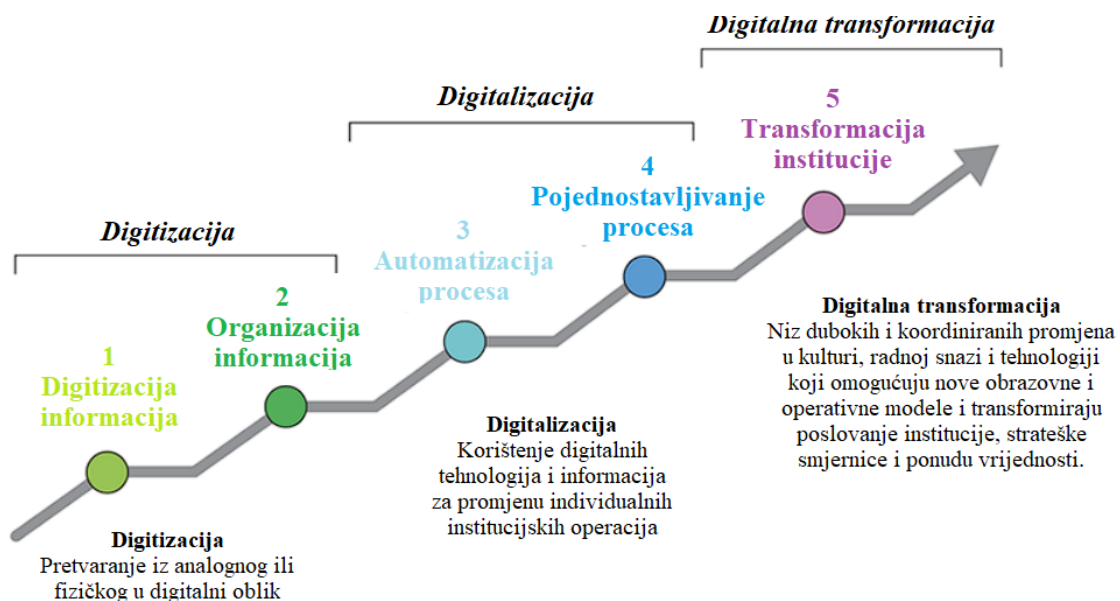 Digitalna transformacija
Digitalizacija
Digitizacija
1
Digitizacija
informacija
2
Organizacija
informacija
3
Automatizacija
procesa
4
Pojednostavljivanje
procesa
5
Transformacija
institucije
Digitizacija
Pretvaranje iz analognog ili
fizičkog u digitalni oblik
Digitalizacija
Korištenje digitalnih
tehnologija i informacija
za promjenu individualnih
institucijskih operacija
Digitalna transformacija
Niz dubokih i koordiniranih promjena
u kulturi, radnoj snazi i tehnologiji
koji omogućuju nove obrazovne i
operativne modele i transformiraju
poslovanje institucije, strateške
smjernice i ponudu vrijednosti.